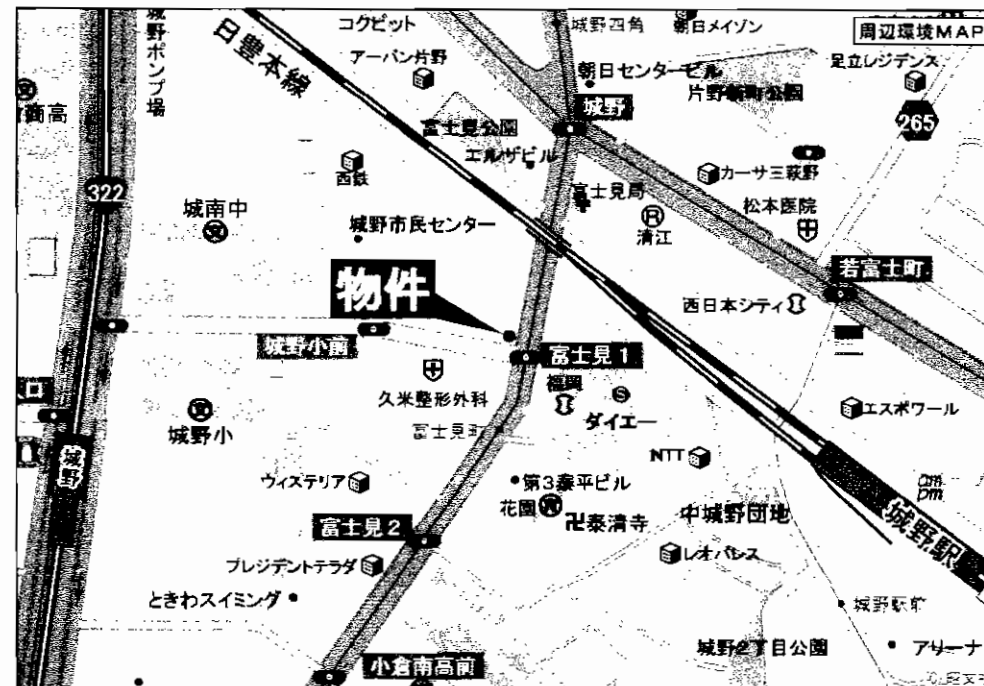 周辺環境MAP
城野ポンプ場
日豊本線
コクピット
アーバン片野
城野四角
朝日メイゾン
朝日センタービル
片野新町公園
足立レジデンス
265
商高
322
富士見公園
城野
エルザビル
西鉄
カーサ三萩野
城南中
城野市民センター
富士見局
清江
松本医院
若富士町
物件
西日本シティ
城野小前
富士見1
久米整形外科
福岡
S
ダイエー
エスポワール
口
城野小
富士見町
城野
NTT
ウィステリア
第3泰平ビル
花園
卍泰清寺
中城野団地
am
pm
城野駅
富士見2
プレジデントテラダ
レオパレス
ときわスイミング
城野駅前
小倉南高前
城野2丁目公園
アリーナ